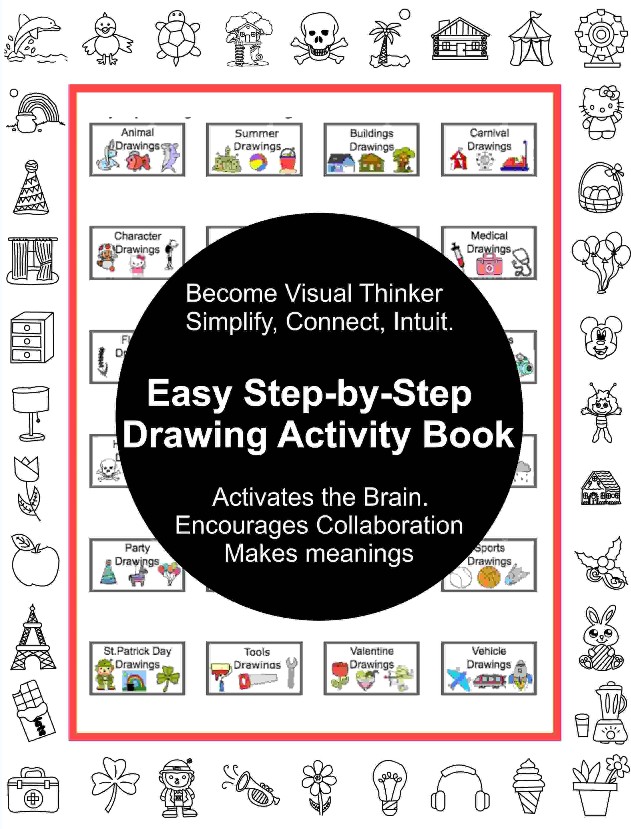 Animal
Drawings
Summer
Drawings
Buildings
Drawings
Carnival
Drawings
Character
Drawings
Medical
Drawings
Become Visual Thinker
Simplify, Connect, Intuit.
Easy Step-by-Step
Drawing Activity Book
Activates the Brain.
Encourages Collaboration
Makes meanings
Party
Drawings
Sports
Drawings
St.Patrick Day
Drawings
Tools
Drawings
Valentine
Drawings
Vehicle
Drawings